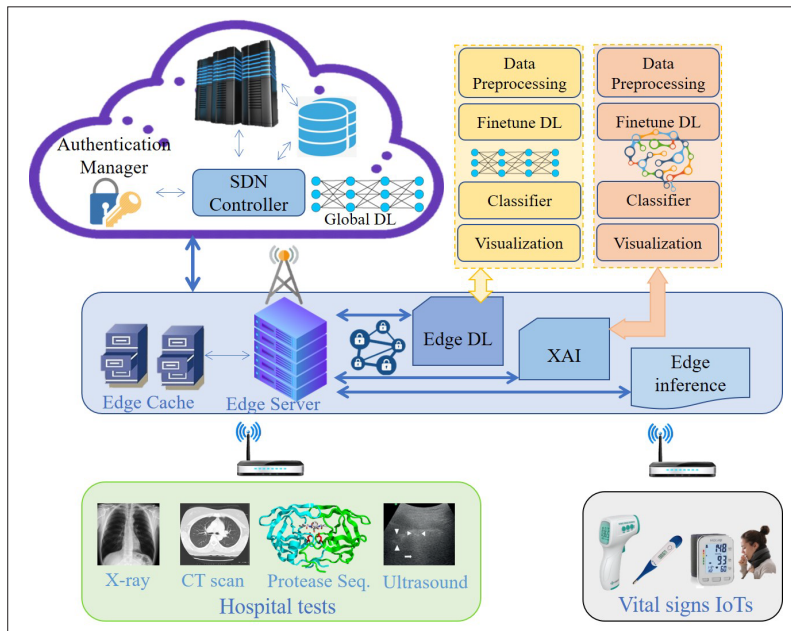 Authentication
Manager
SDN
Controller
Global DL
Data
Preprocessing
Finetune DL
Classifier
Visualization
Data
Preprocessing
Finetune DL
Classifier
Visualization
Edge Cache
Edge Server
Edge DL
XAI
Edge
inference
X-ray
CT scan
Protease Seq.
Ultrasound
Hospital tests
148
93
Vital signs IoTs